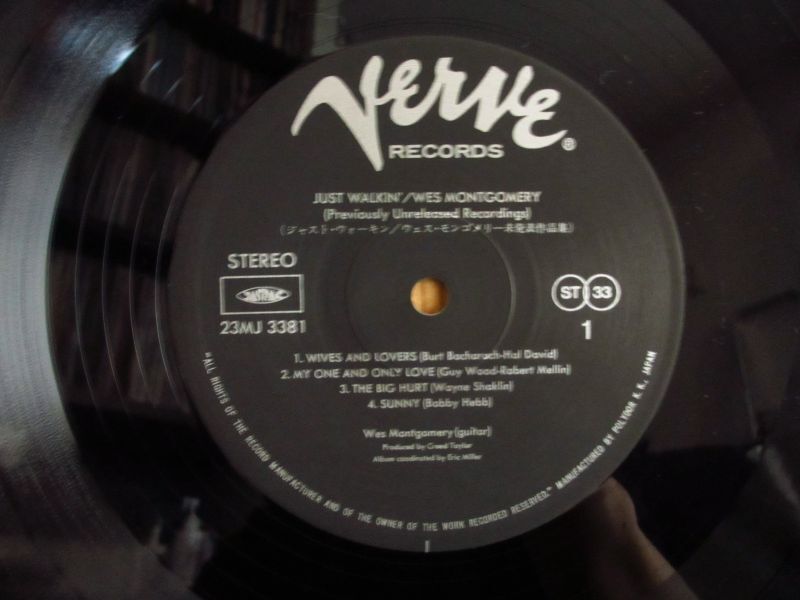 Verve
RECORDS ®
JUST WALKIN'/WES MONTGOMERY
(Previously Unreleased Recordings)
(ジャスト・ウォーキン/ウェス・モンゴメリー未発表作品集)
STEREO
JASRAC
23MJ 3381
ST 33
1
1. WIVES AND LOVERS (Burt Bacharach-Hal David)
2. MY ONE AND ONLY LOVE (Guy Wood-Robert Mellin)
3. THE BIG HURT (Wayne Shaklin)
4. SUNNY (Bobby Hebb)
Wes Montgomery (guitar)
Produced by Creed Taylor
Album coodinated by Eric Miller
"ALL RIGHTS OF THE RECORD MANUFACTURER AND OF THE OWNER OF THE WORK RECORDED RESERVED." MANUFACTURED BY POLYDOR K.K., JAPAN